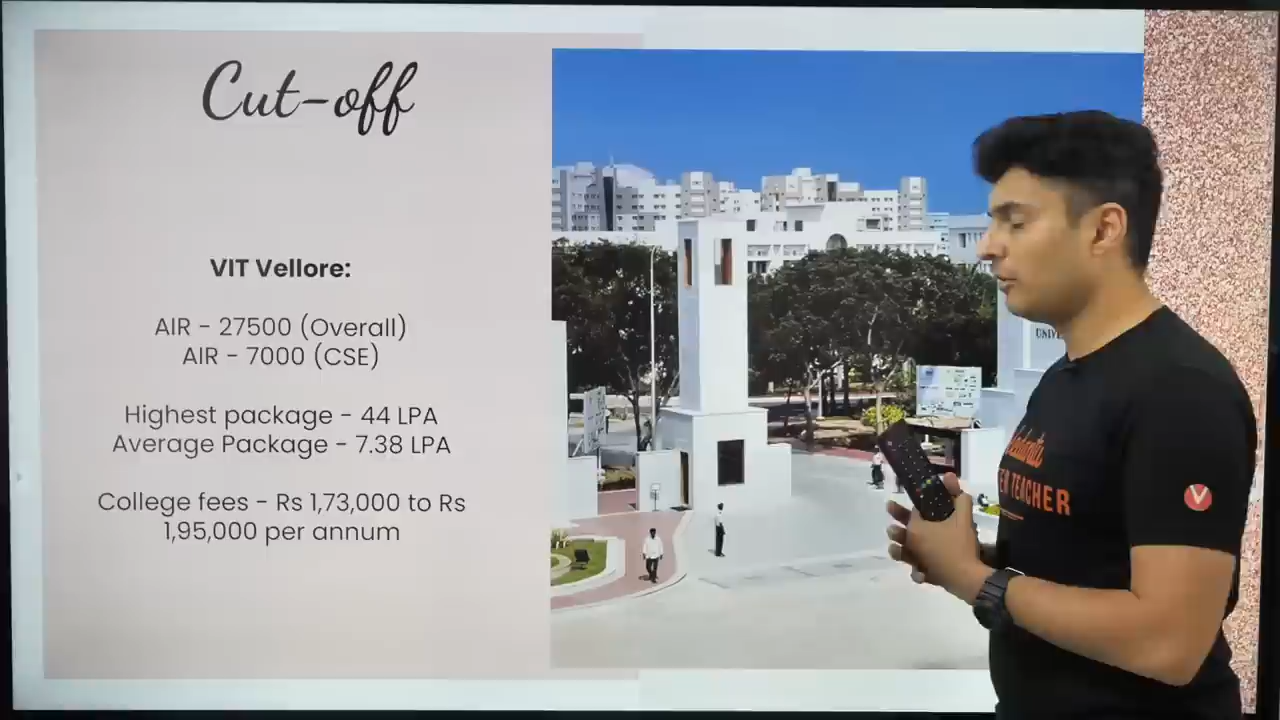 Cut-off
VIT Vellore:
AIR - 27500 (Overall)
AIR - 7000 (CSE)
Highest package - 44 LPA
Average Package - 7.38 LPA
College fees - Rs 1,73,000 to Rs
1,95,000 per annum
TEACHER
V